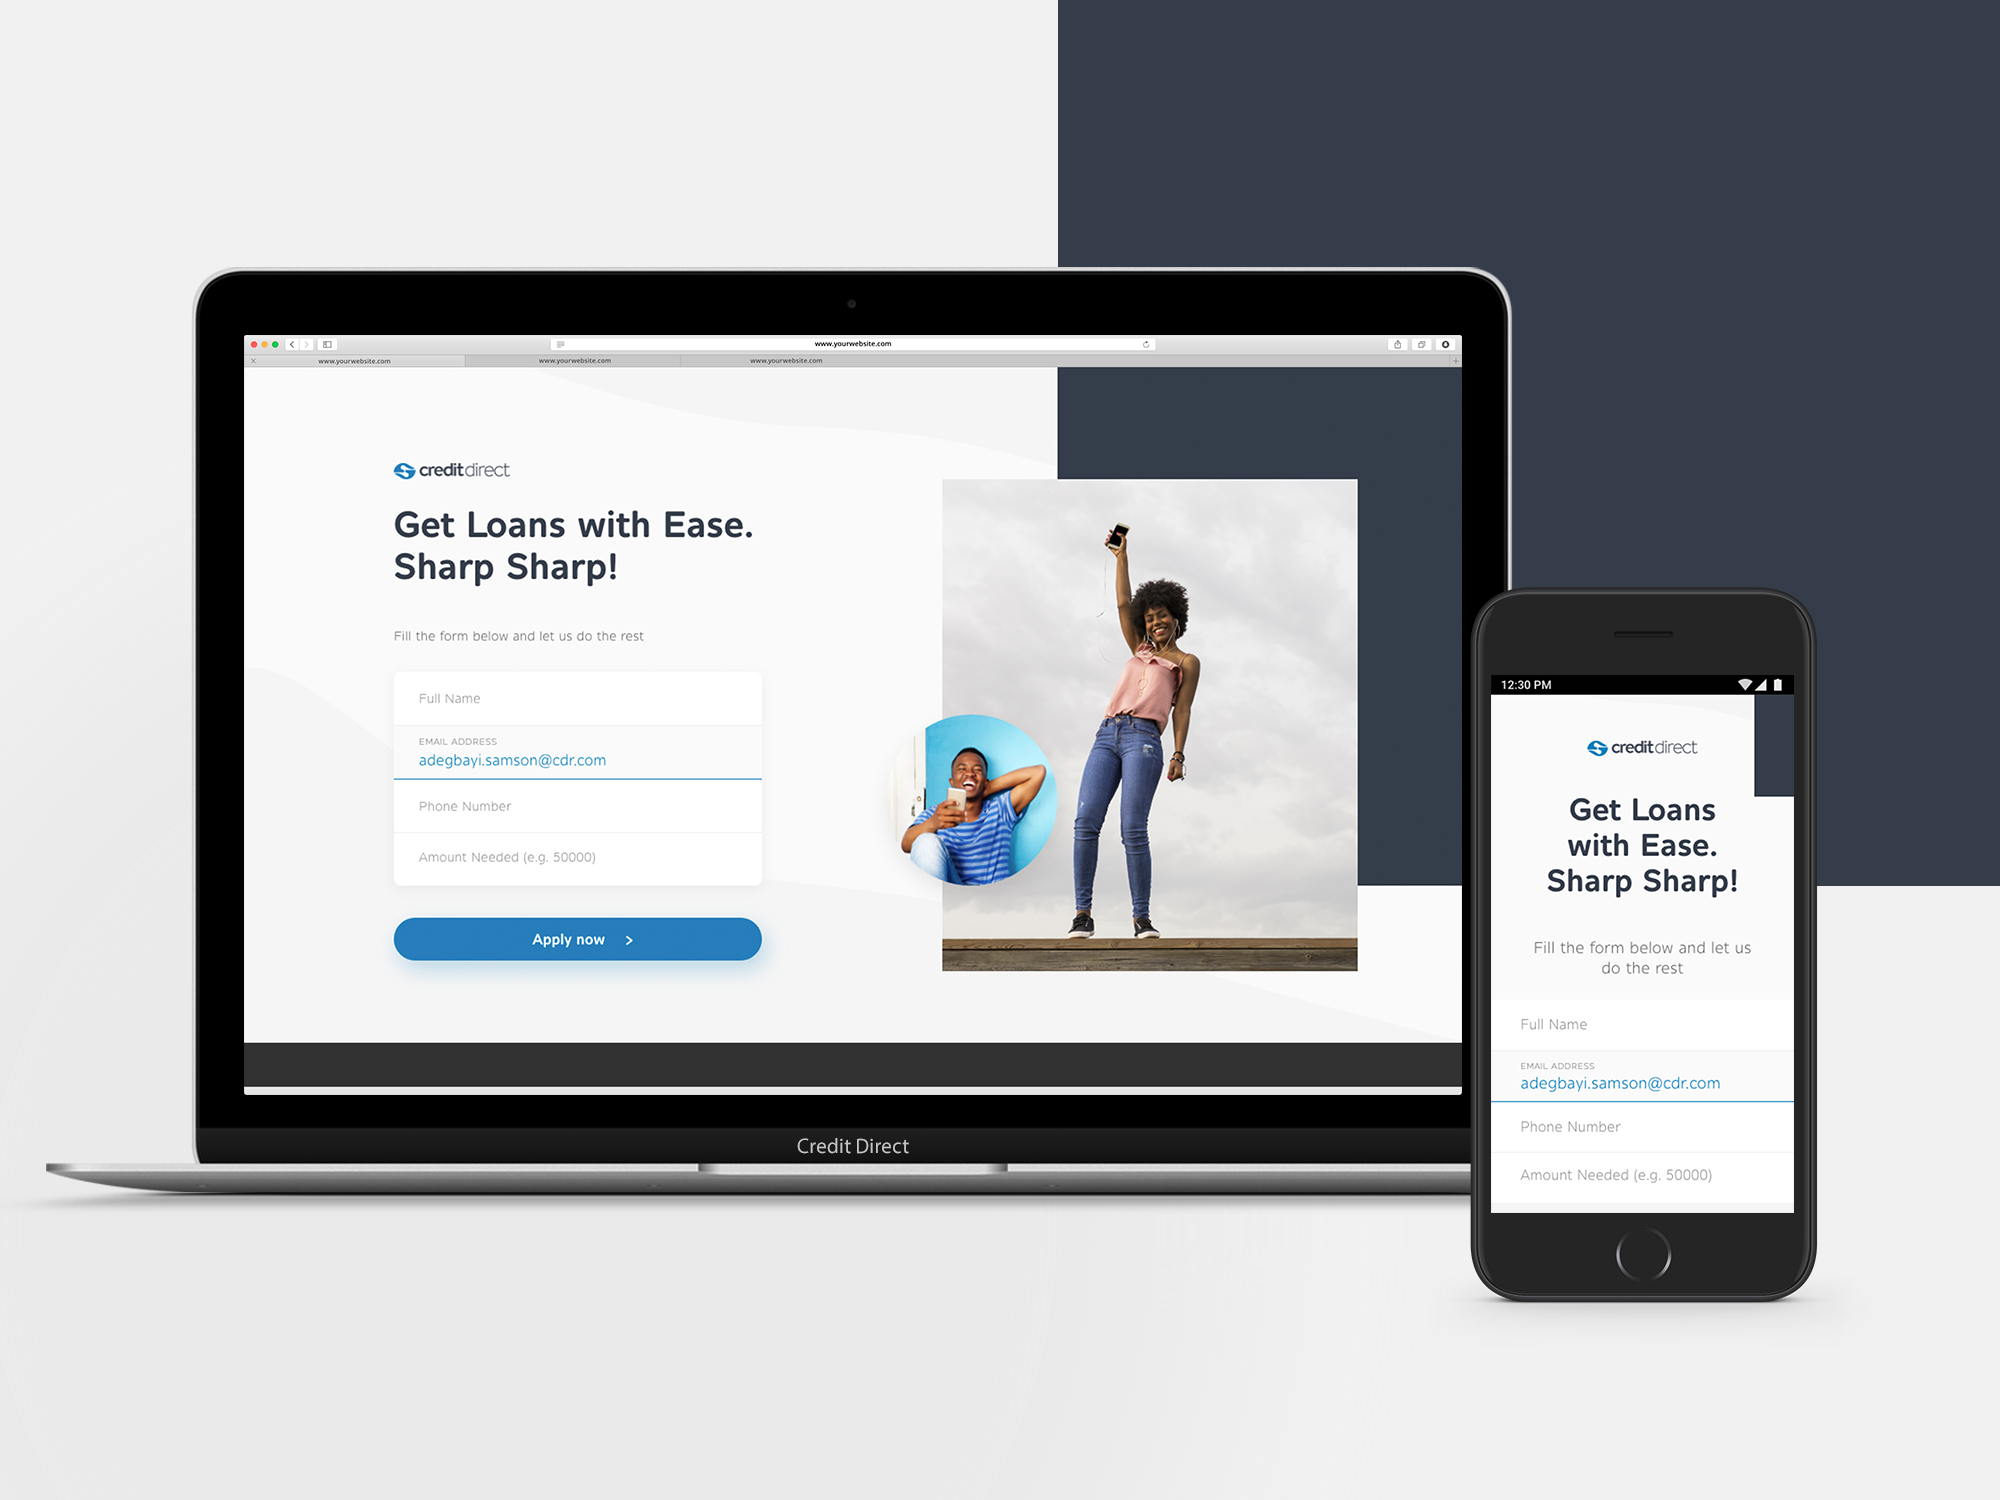 www.yourwebsite.com
www.yourwebsite.com
www.yourwebsite.com
www.yourwebsite.com
creditdirect
Get Loans with Ease.
Sharp Sharp!
Fill the form below and let us do the rest
Full Name
EMAIL ADDRESS
adegbayi.samson@cdr.com
Phone Number
Amount Needed (e.g. 50000)
Apply now
Credit Direct
12:30 PM
creditdirect
Get Loans
with Ease.
Sharp Sharp!
Fill the form below and let us
do the rest
Full Name
EMAIL ADDRESS
adegbayi.samson@cdr.com
Phone Number
Amount Needed (e.g. 50000)